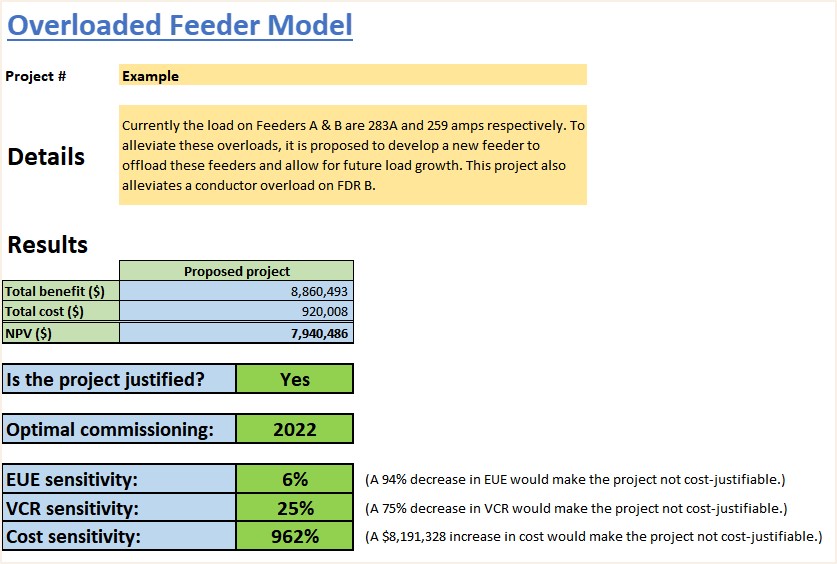 Overloaded Feeder Model
Project # Example
Details
Currently the load on Feeders A & B are 283A and 259 amps respectively. To
alleviate these overloads, it is proposed to develop a new feeder to
offload these feeders and allow for future load growth. This project also
alleviates a conductor overload on FDR B.
Results
Proposed project
Total benefit ($) 8,860,493
Total cost ($) 920,008
NPV ($) 7,940,486
Is the project justified? Yes
Optimal commissioning: 2022
EUE sensitivity: 6% (A 94% decrease in EUE would make the project not cost-justifiable.)
VCR sensitivity: 25% (A 75% decrease in VCR would make the project not cost-justifiable.)
Cost sensitivity: 962% (A $8,191,328 increase in cost would make the project not cost-justifiable.)